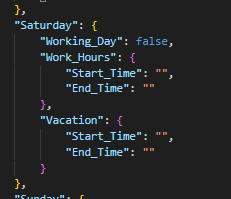 },
"Saturday": {
"Working_Day": false,
"Work_Hours": {
"Start_Time": "",
"End_Time": ""
},
"Vacation": {
"Start_Time": "",
"End_Time": ""
}
},
"Sunday": {